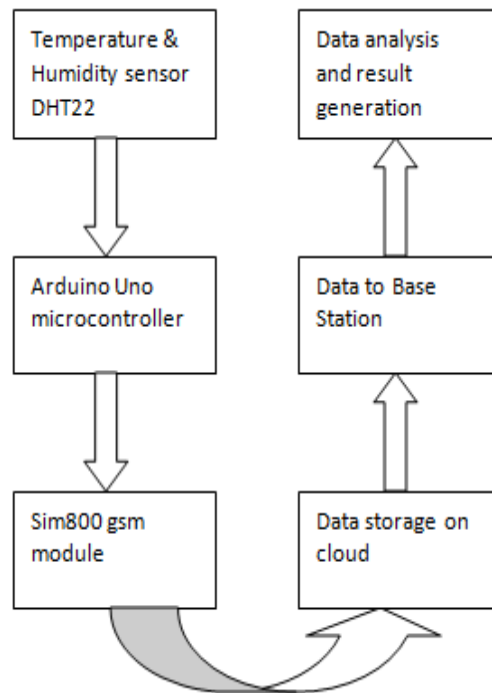 Temperature &
Humidity sensor
DHT22
Arduino Uno
microcontroller
Sim800 gsm
module
Data storage on
cloud
Data to Base
Station
Data analysis
and result
generation